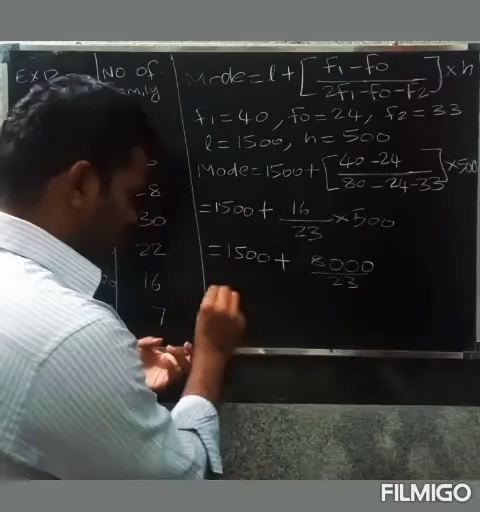 EXP No of
family
Mode = l + [ f1 - f0 / 2f1 - f0 - f2 ] × h
f1 = 40, f0 = 24, f2 = 33
l = 1500, h = 500
Mode = 1500 + [ 40 - 24 / 80 - 24 - 33 ] × 500
= 1500 + 16 / 23 × 500
= 1500 + 8000 / 23
30
22
16
7
FILMIGO